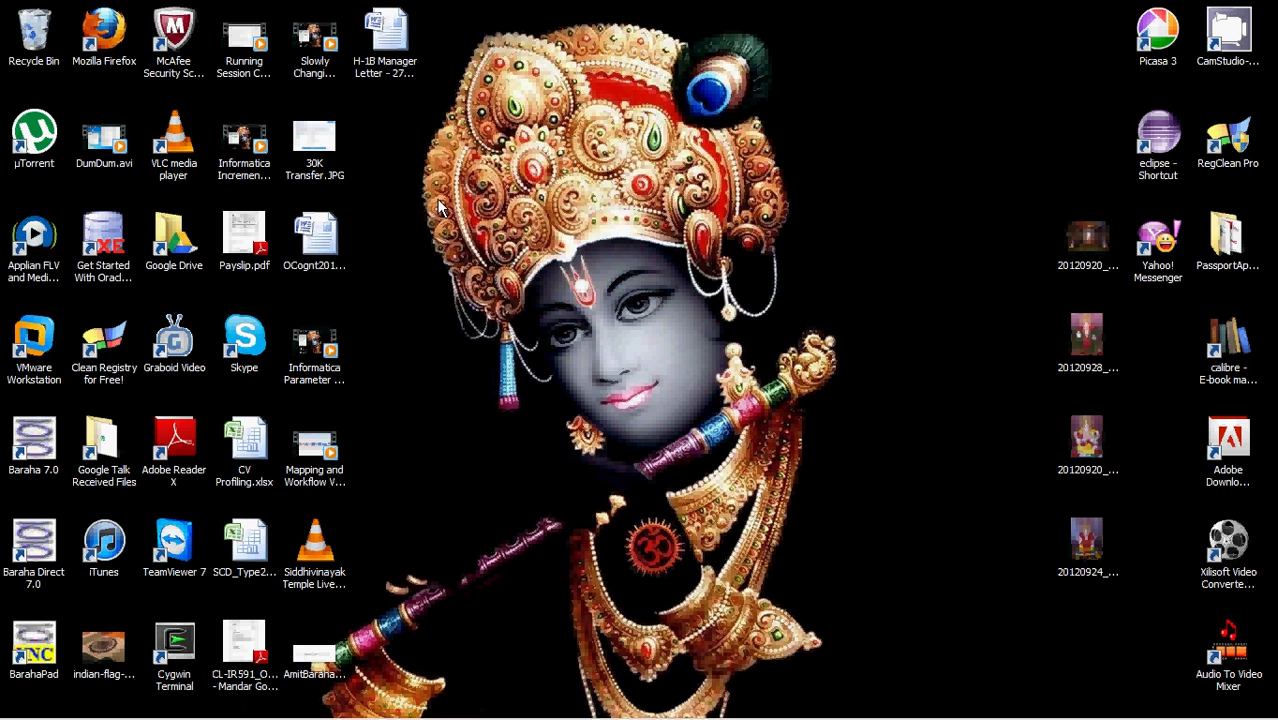 Recycle Bin
Mozilla Firefox
McAfee
Security Sc...
Running
Session C...
Slowly
Changi...
H-1B Manager
Letter - 27...
Picasa 3
CamStudio-...
µTorrent
DumDum.avi
VLC media
player
Informatica
Incremen...
30K
Transfer.JPG
eclipse -
Shortcut
RegClean Pro
Applian FLV
and Medi...
Get Started
With Orad...
Google Drive
Payslip.pdf
OCognt201...
20120920_...
Yahoo!
Messenger
PassportAp...
VMware
Workstation
Clean Registry
for Free!
Graboid Video
Skype
Informatica
Parameter ...
20120928_...
calibre -
E-book ma...
Baraha 7.0
Google Talk
Received Files
Adobe Reader
X
CV
Profiling.xlsx
Mapping and
Workflow V...
20120920_...
Adobe
Downlo...
Baraha Direct
7.0
iTunes
TeamViewer 7
SCD_Type2...
Siddhivinayak
Temple Live...
ॐ
20120924_...
Xilisoft Video
Converte...
BarahaPad
indian-flag-...
Cygwin
Terminal
CL-IR591_O...
- Mandar Go...
AmitBaraha...
Audio To Video
Mixer